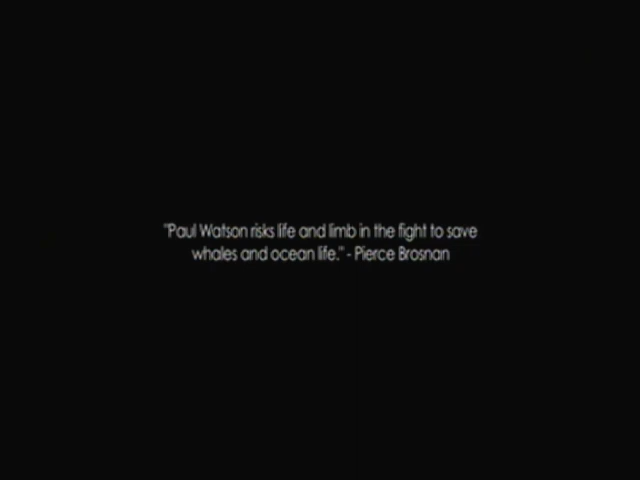 "Paul Watson risks life and limb in the fight to save
whales and ocean life." - Pierce Brosnan